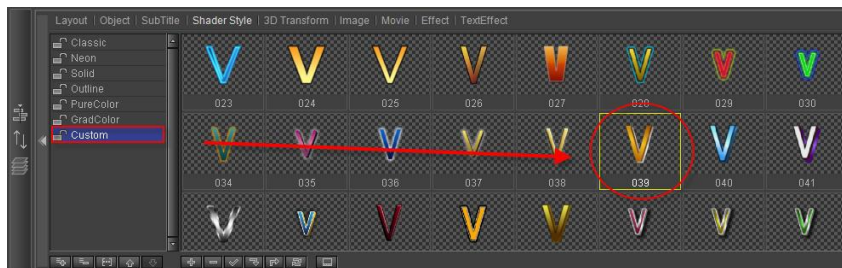 Layout | Object | SubTitle | Shader Style | 3D Transform | Image | Movie | Effect | TextEffect
Classic
Neon
Solid
Outline
PureColor
GradColor
Custom
V V V V V V V V
023 024 025 026 027 028 029 030
V V V V V V V V
034 035 036 037 038 039 040 041
V V V V V V V V